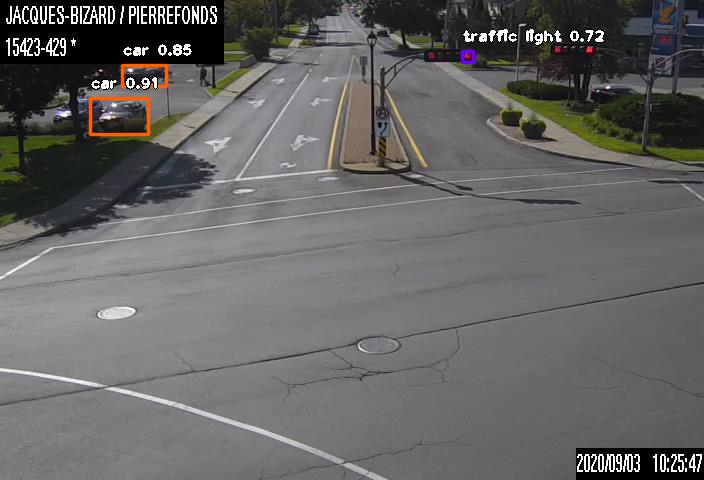 JACQUES-BIZARD / PIERREFONDS
15423-429 *
car 0.85
traffic light 0.72
car 0.91
2020/09/03 10:25:47